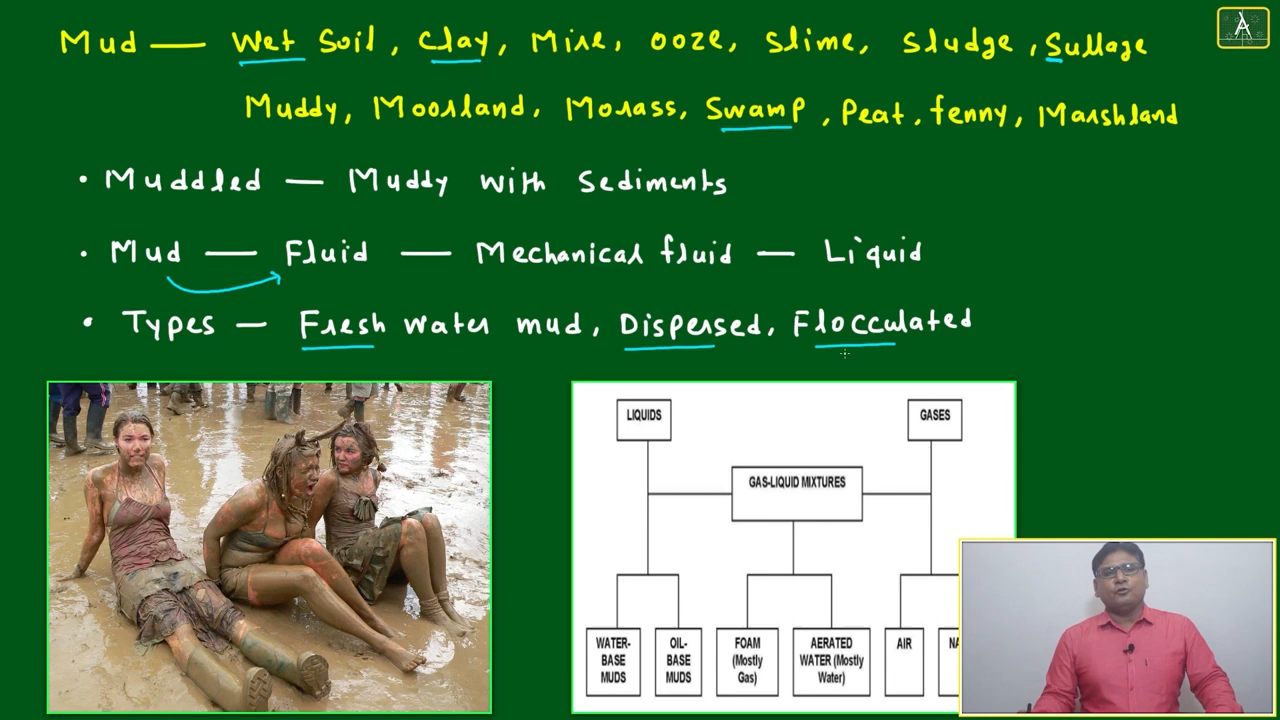 Mud — Wet Soil, Clay, Mire, ooze, Slime, Sludge, Sullage
Muddy, Moorland, Morass, Swamp, Peat, fenny, Marshland
• Muddled — Muddy with Sediments
• Mud — Fluid — Mechanical fluid — Liquid
• Types — Fresh water mud, Dispersed, Flocculated
LIQUIDS
GASES
GAS-LIQUID MIXTURES
WATER-
BASE
MUDS
OIL-
BASE
MUDS
FOAM
(Mostly
Gas)
AERATED
WATER (Mostly
Water)
AIR